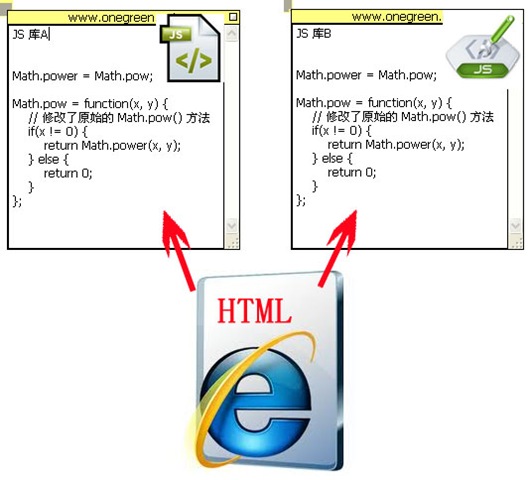 www.onegreen
JS 库A
JS
</>
Math.power = Math.pow;
Math.pow = function(x, y) {
// 修改了原始的 Math.pow() 方法
if(x != 0) {
return Math.power(x, y);
} else {
return 0;
}
};
www.onegreen.
JS 库B
JS
Math.power = Math.pow;
Math.pow = function(x, y) {
// 修改了原始的 Math.pow() 方法
if(x != 0) {
return Math.power(x, y);
} else {
return 0;
}
};
HTML